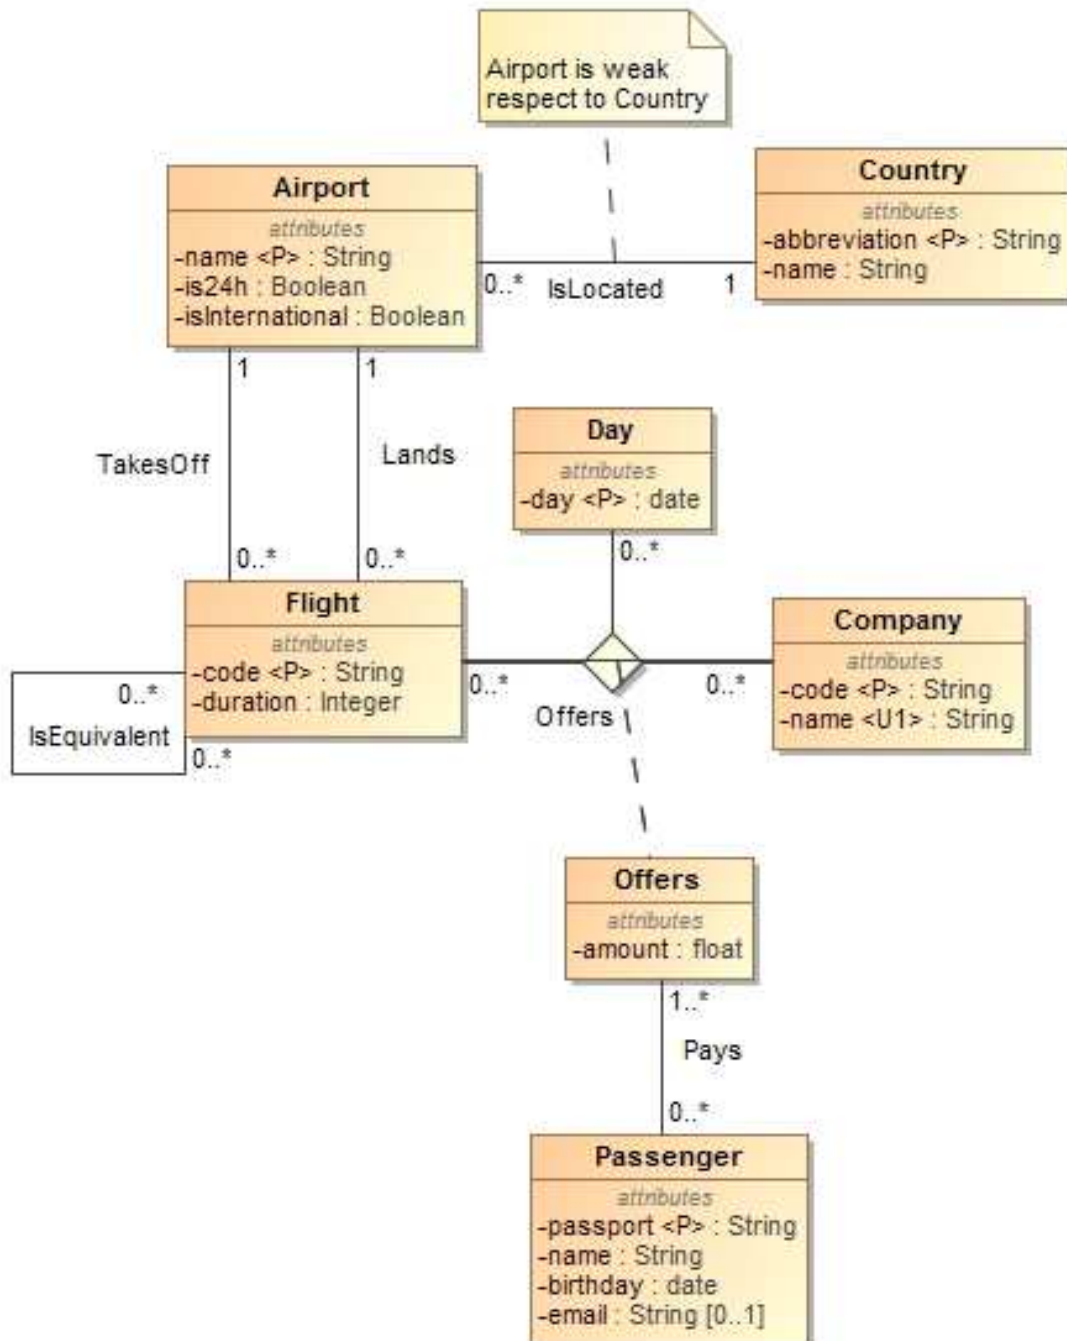 Airport is weak
respect to Country
Airport
attributes
-name <P> : String
-is24h : Boolean
-isInternational : Boolean
Country
attributes
-abbreviation <P> : String
-name : String
0..*
IsLocated
1
1
1
TakesOff
Lands
0..*
0..*
Day
attributes
-day <P> : date
0..*
Flight
attributes
-code <P> : String
-duration : Integer
0..*
IsEquivalent
0..*
0..*
Offers
0..*
Company
attributes
-code <P> : String
-name <U1> : String
Offers
attributes
-amount : float
1..*
Pays
0..*
Passenger
attributes
-passport <P> : String
-name : String
-birthday : date
-email : String [0..1]